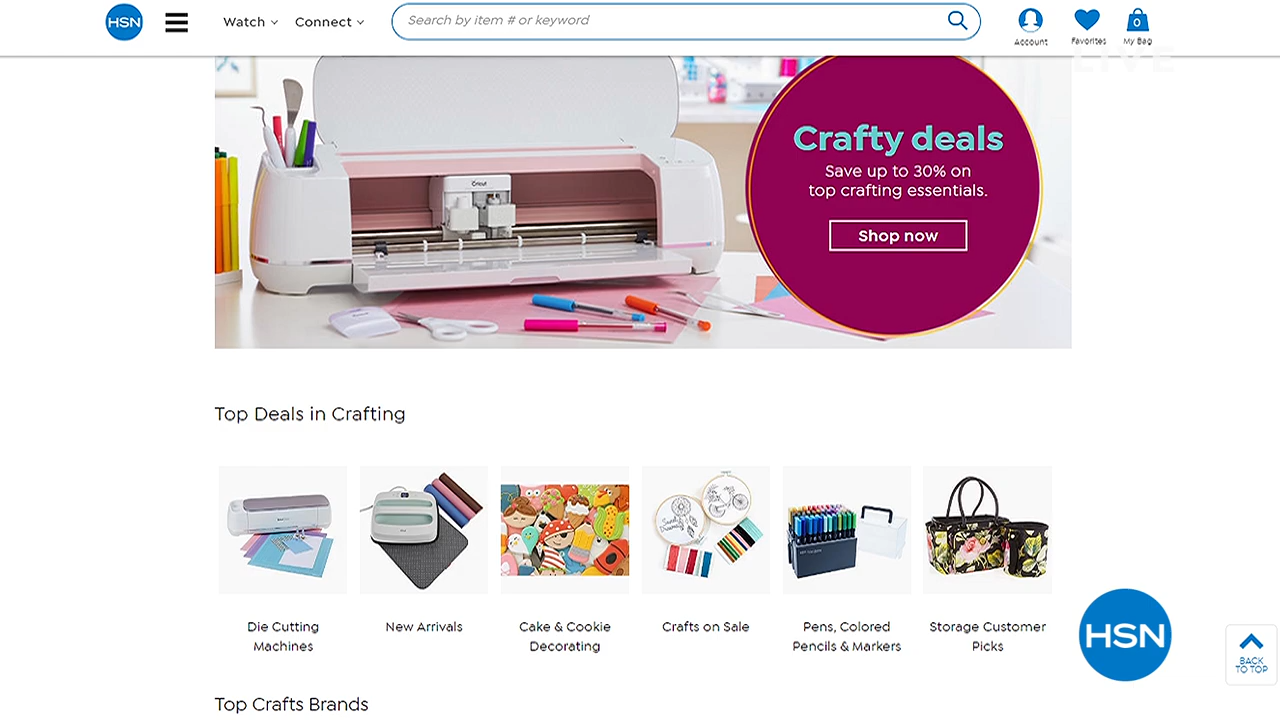 HSN
Watch
Connect
Search by item # or keyword
Account
Favorites
0
My Bag
LIVE
Cricut
Crafty deals
Save up to 30% on
top crafting essentials.
Shop now
Top Deals in Crafting
Die Cutting
Machines
New Arrivals
Cake & Cookie
Decorating
Crafts on Sale
Pens, Colored
Pencils & Markers
Storage Customer
Picks
HSN
BACK
TO TOP
Top Crafts Brands